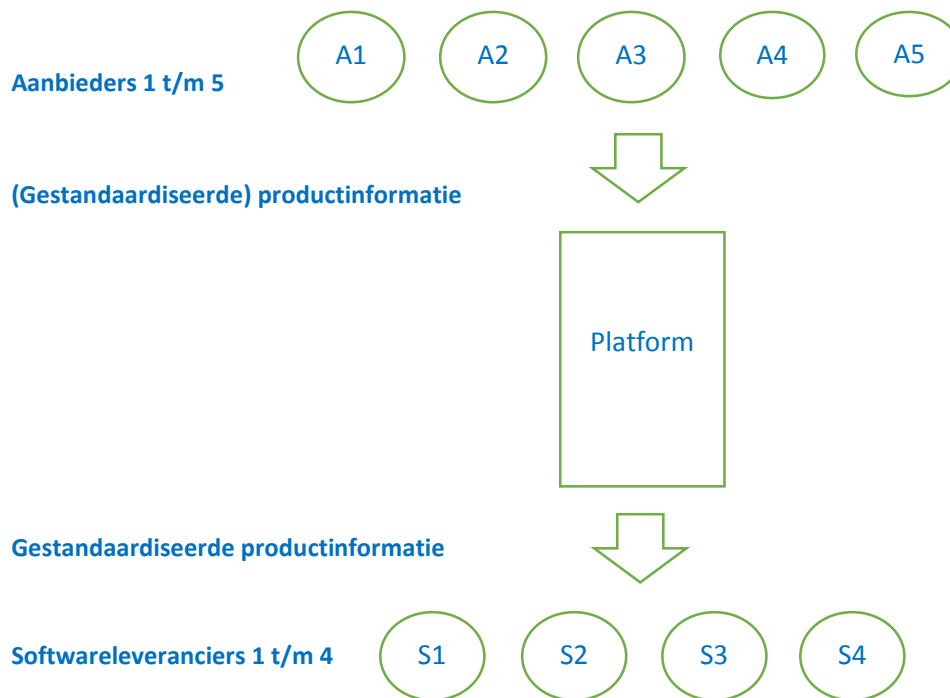 A1 A2 A3 A4 A5
Aanbieders 1 t/m 5
(Gestandaardiseerde) productinformatie
Platform
Gestandaardiseerde productinformatie
Softwareleveranciers 1 t/m 4 S1 S2 S3 S4